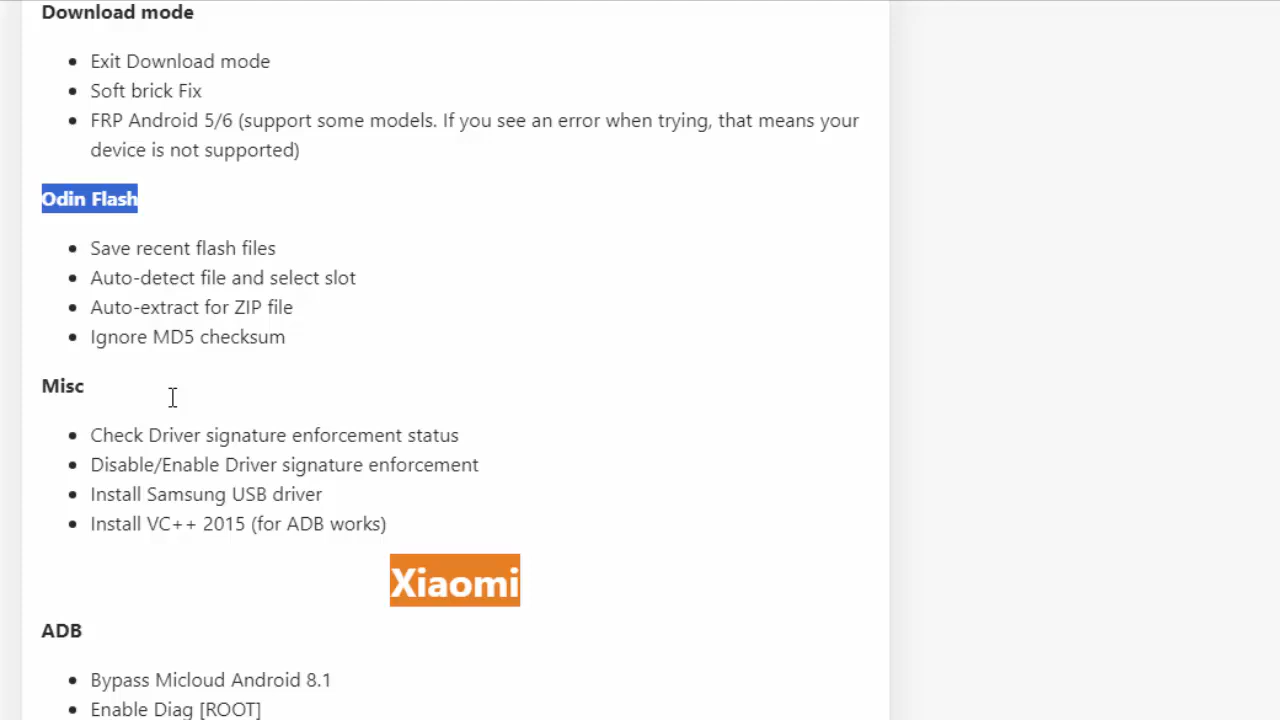 Download mode
Exit Download mode
Soft brick Fix
FRP Android 5/6 (support some models. If you see an error when trying, that means your
device is not supported)
Odin Flash
Save recent flash files
Auto-detect file and select slot
Auto-extract for ZIP file
Ignore MD5 checksum
Misc
Check Driver signature enforcement status
Disable/Enable Driver signature enforcement
Install Samsung USB driver
Install VC++ 2015 (for ADB works)
Xiaomi
ADB
Bypass Micloud Android 8.1
Enable Diag [ROOT]